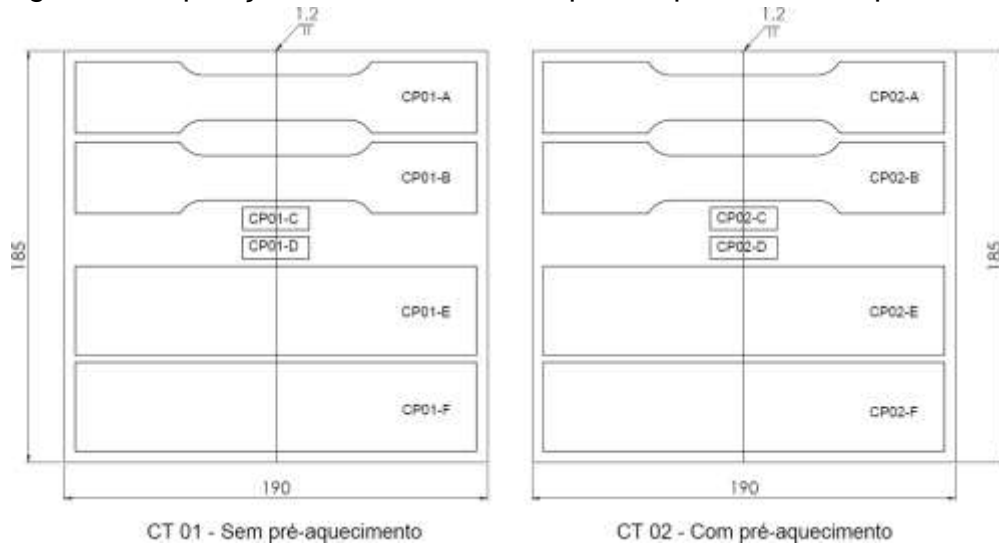 1.2
CP01-A
CP01-B
CP01-C
CP01-D
CP01-E
CP01-F
185
190
CT 01 - Sem pré-aquecimento
1.2
CP02-A
CP02-B
CP02-C
CP02-D
CP02-E
CP02-F
185
190
CT 02 - Com pré-aquecimento